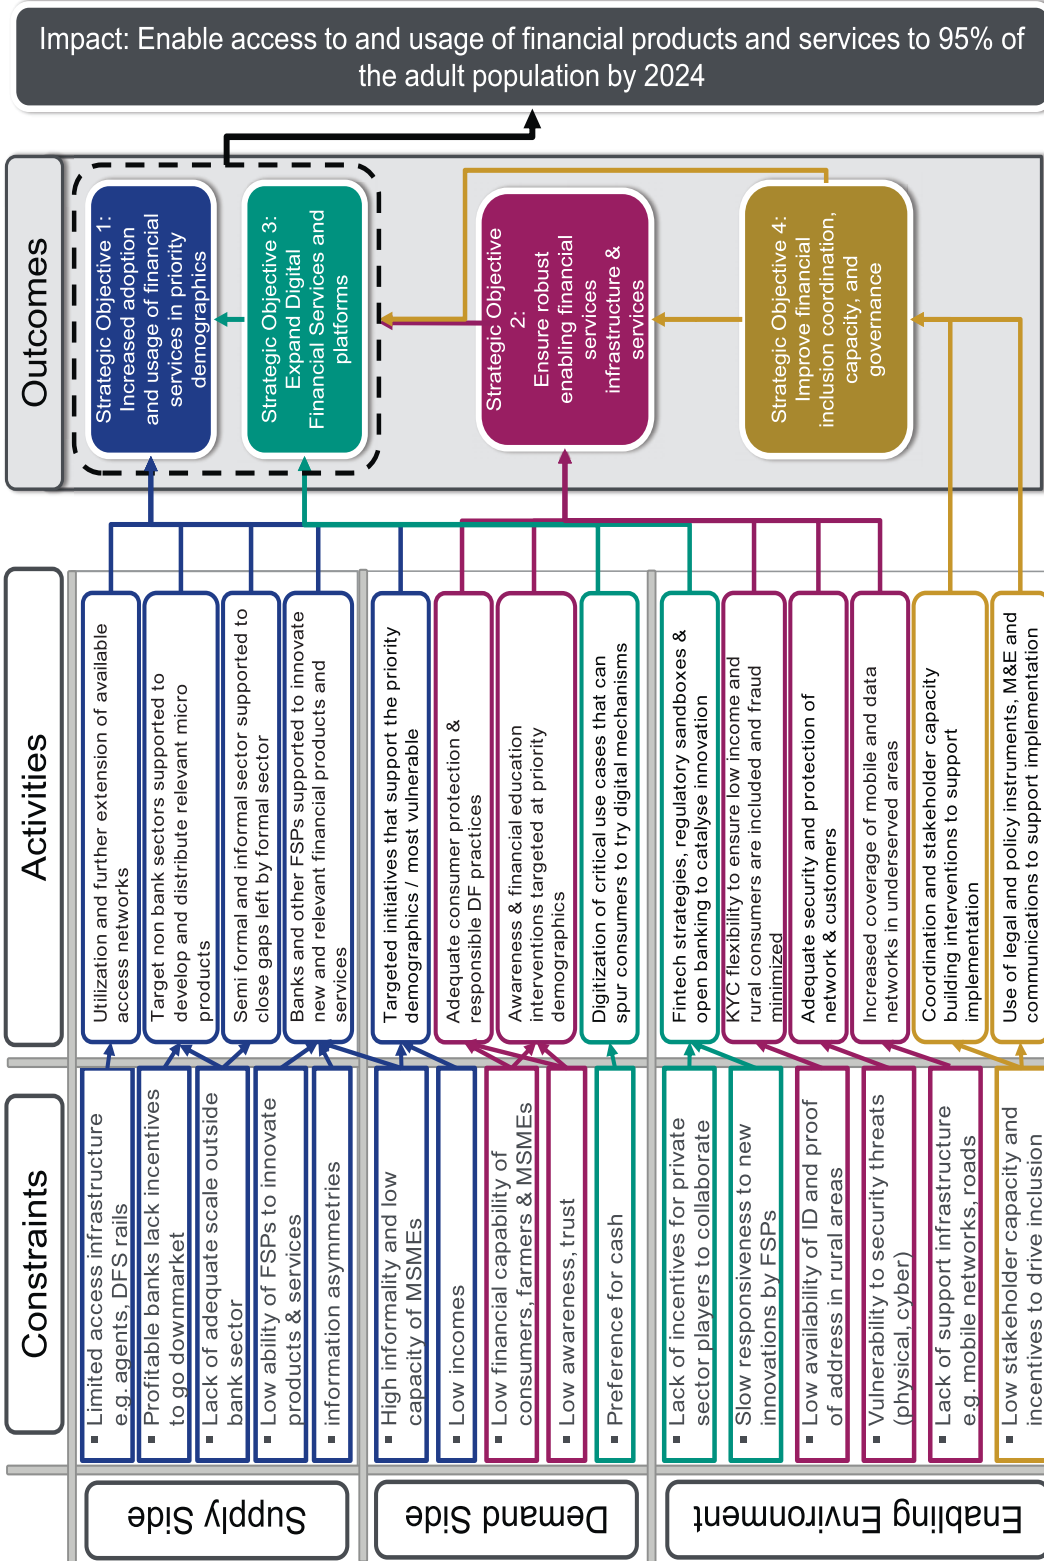 Impact: Enable access to and usage of financial products and services to 95% of
the adult population by 2024
Constraints
Activities
Outcomes
Supply Side
▪ Limited access infrastructure
e.g. agents, DFS rails
▪ Profitable banks lack incentives
to go downmarket
▪ Lack of adequate scale outside
bank sector
▪ Low ability of FSPs to innovate
products & services
▪ information asymmetries
Utilization and further extension of available
access networks
Target non bank sectors supported to
develop and distribute relevant micro
products
Semi formal and informal sector supported to
close gaps left by formal sector
Banks and other FSPs supported to innovate
new and relevant financial products and
services
Demand Side
▪ High informality and low
capacity of MSMEs
▪ Low incomes
▪ Low financial capability of
consumers, farmers & MSMEs
▪ Low awareness, trust
▪ Preference for cash
Targeted initiatives that support the priority
demographics / most vulnerable
Adequate consumer protection &
responsible DF practices
Awareness & financial education
interventions targeted at priority
demographics
Digitization of critical use cases that can
spur consumers to try digital mechanisms
Enabling Environment
▪ Lack of incentives for private
sector players to collaborate
▪ Slow responsiveness to new
innovations by FSPs
▪ Low availability of ID and proof
of address in rural areas
▪ Vulnerability to security threats
(physical, cyber)
▪ Lack of support infrastructure
e.g. mobile networks, roads
▪ Low stakeholder capacity and
incentives to drive inclusion
Fintech strategies, regulatory sandboxes &
open banking to catalyse innovation
KYC flexibility to ensure low income and
rural consumers are included and fraud
minimized
Adequate security and protection of
network & customers
Increased coverage of mobile and data
networks in underserved areas
Coordination and stakeholder capacity
building interventions to support
implementation
Use of legal and policy instruments, M&E and
communications to support implementation
Strategic Objective 1:
Increased adoption
and usage of financial
services in priority
demographics
Strategic Objective 3:
Expand Digital
Financial Services and
platforms
Strategic Objective
2:
Ensure robust
enabling financial
services
infrastructure &
services
Strategic Objective 4:
Improve financial
inclusion coordination,
capacity, and
governance